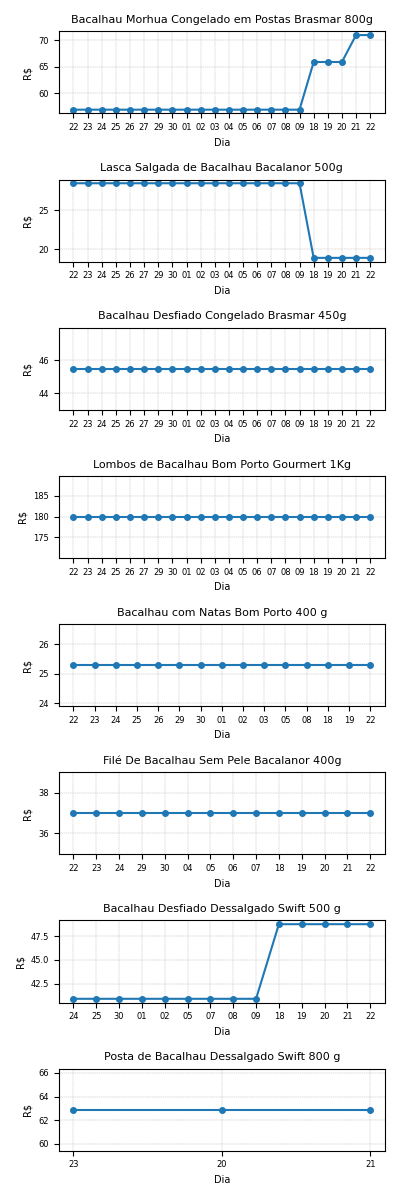 Bacalhau Morhua Congelado em Postas Brasmar 800g
70
65
60
R$
22 23 24 25 26 27 29 30 01 02 03 04 05 06 07 08 09 18 19 20 21 22
Dia
Lasca Salgada de Bacalhau Bacalanor 500g
25
20
R$
22 23 24 25 26 27 29 30 01 02 03 04 05 06 07 08 09 18 19 20 21 22
Dia
Bacalhau Desfiado Congelado Brasmar 450g
46
44
R$
22 23 24 25 26 27 29 30 01 02 03 04 05 06 07 08 09 18 19 20 21 22
Dia
Lombos de Bacalhau Bom Porto Gourmert 1Kg
185
180
175
R$
22 23 24 25 26 27 29 30 01 02 03 04 05 06 07 08 09 18 19 20 21 22
Dia
Bacalhau com Natas Bom Porto 400 g
26
25
24
R$
22 23 24 25 26 29 30 01 02 03 05 08 18 19 22
Dia
Filé De Bacalhau Sem Pele Bacalanor 400g
38
36
R$
22 23 24 29 30 04 05 06 07 18 19 20 21 22
Dia
Bacalhau Desfiado Dessalgado Swift 500 g
47.5
45.0
42.5
R$
24 25 30 01 02 05 07 08 09 18 19 20 21 22
Dia
Posta de Bacalhau Dessalgado Swift 800 g
66
64
62
60
R$
23 20 21
Dia